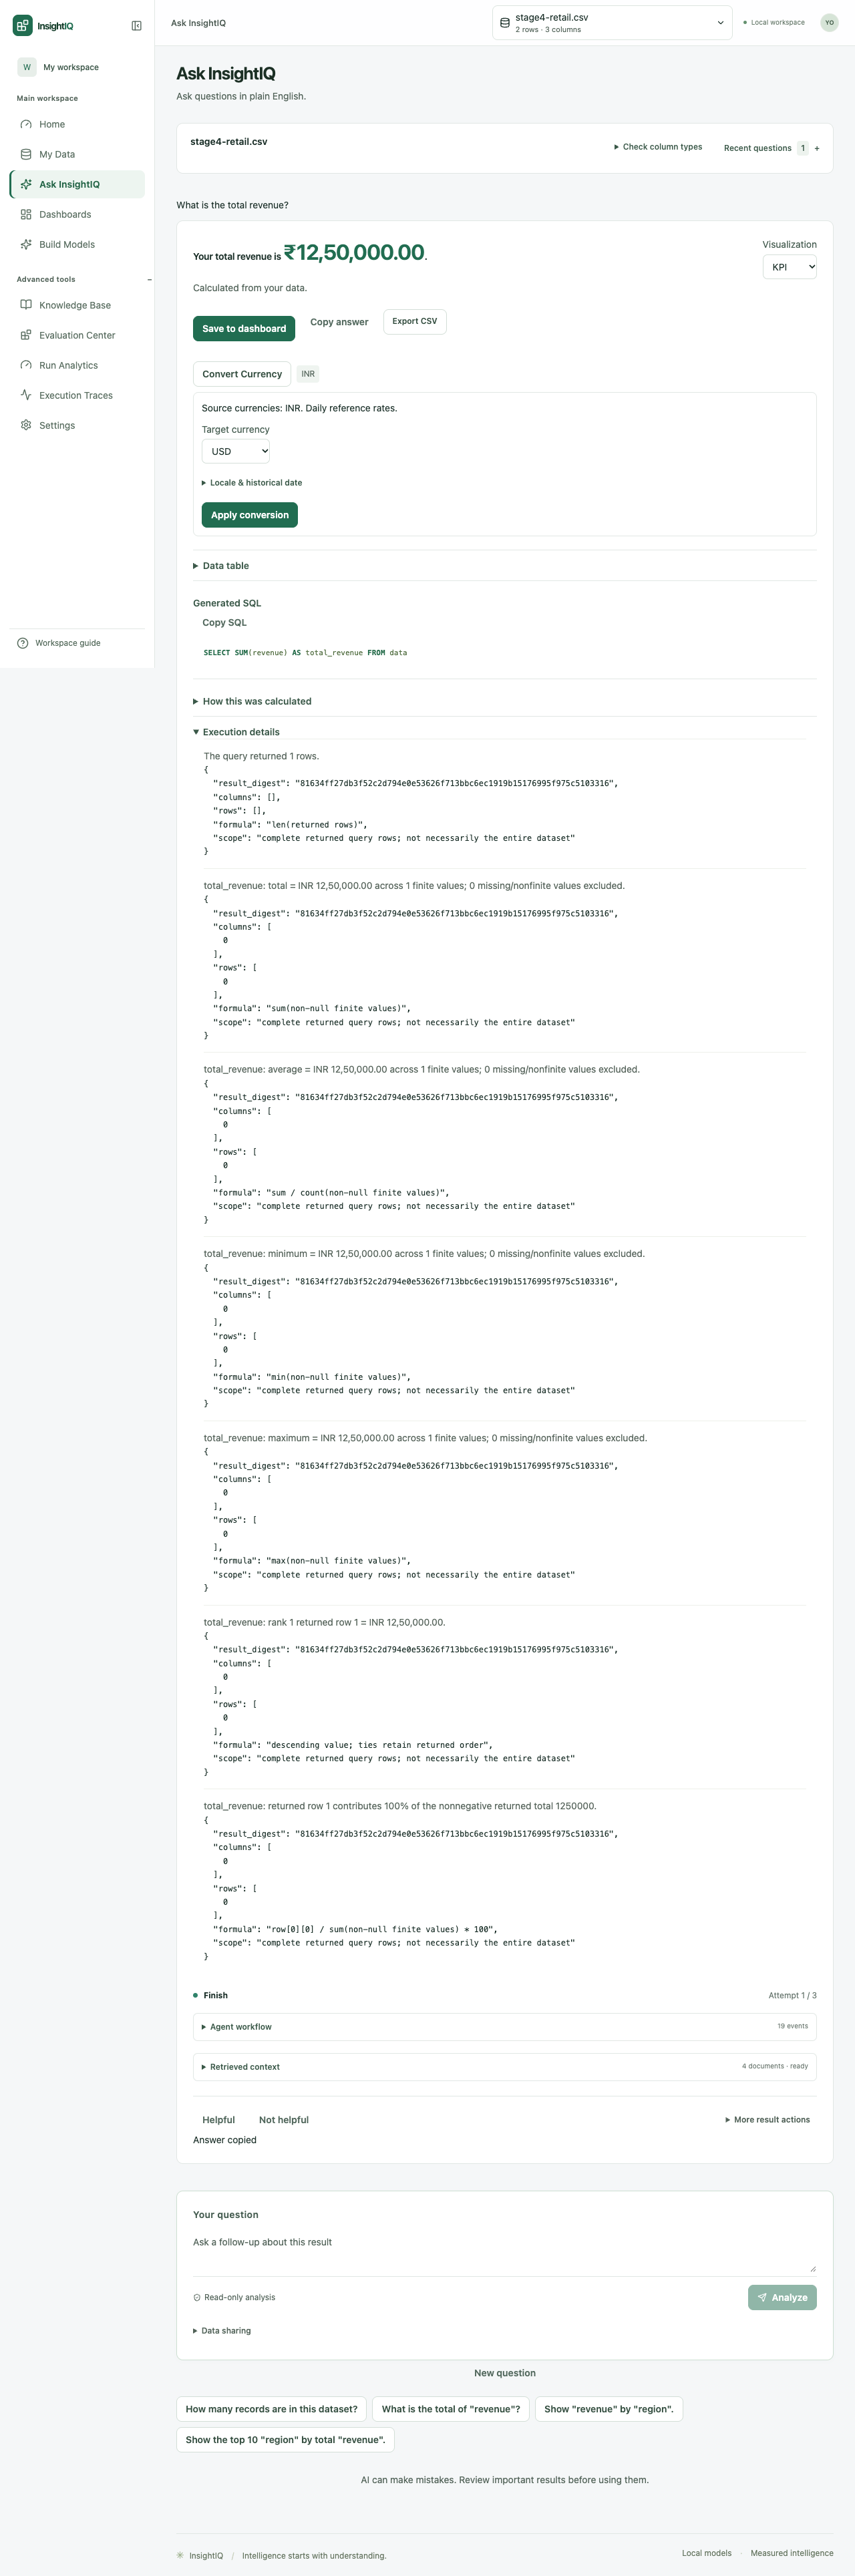 InsightIQ
W My workspace
Main workspace
Home
My Data
Ask InsightIQ
Dashboards
Build Models
Advanced tools −
Knowledge Base
Evaluation Center
Run Analytics
Execution Traces
Settings
Workspace guide
Ask InsightIQ
stage4-retail.csv
2 rows · 3 columns
Local workspace
YG
Ask InsightIQ
Ask questions in plain English.
stage4-retail.csv
Check column types
Recent questions 1 +
What is the total revenue?
Your total revenue is ₹12,50,000.00.
Visualization
KPI
Calculated from your data.
Save to dashboard
Copy answer
Export CSV
Convert Currency
INR
Source currencies: INR. Daily reference rates.
Target currency
USD
Locale & historical date
Apply conversion
Data table
Generated SQL
Copy SQL
SELECT SUM(revenue) AS total_revenue FROM data
How this was calculated
Execution details
The query returned 1 rows.
{
"result_digest": "81634ff27db3f52c2d794e0e53626f713bbc6ec1919b15176995f975c5103316",
"columns": [],
"rows": [],
"formula": "len(returned rows)",
"scope": "complete returned query rows; not necessarily the entire dataset"
}
total_revenue: total = INR 12,50,000.00 across 1 finite values; 0 missing/nonfinite values excluded.
{
"result_digest": "81634ff27db3f52c2d794e0e53626f713bbc6ec1919b15176995f975c5103316",
"columns": [
0
],
"rows": [
0
],
"formula": "sum(non-null finite values)",
"scope": "complete returned query rows; not necessarily the entire dataset"
}
total_revenue: average = INR 12,50,000.00 across 1 finite values; 0 missing/nonfinite values excluded.
{
"result_digest": "81634ff27db3f52c2d794e0e53626f713bbc6ec1919b15176995f975c5103316",
"columns": [
0
],
"rows": [
0
],
"formula": "sum / count(non-null finite values)",
"scope": "complete returned query rows; not necessarily the entire dataset"
}
total_revenue: minimum = INR 12,50,000.00 across 1 finite values; 0 missing/nonfinite values excluded.
{
"result_digest": "81634ff27db3f52c2d794e0e53626f713bbc6ec1919b15176995f975c5103316",
"columns": [
0
],
"rows": [
0
],
"formula": "min(non-null finite values)",
"scope": "complete returned query rows; not necessarily the entire dataset"
}
total_revenue: maximum = INR 12,50,000.00 across 1 finite values; 0 missing/nonfinite values excluded.
{
"result_digest": "81634ff27db3f52c2d794e0e53626f713bbc6ec1919b15176995f975c5103316",
"columns": [
0
],
"rows": [
0
],
"formula": "max(non-null finite values)",
"scope": "complete returned query rows; not necessarily the entire dataset"
}
total_revenue: rank 1 returned row 1 = INR 12,50,000.00.
{
"result_digest": "81634ff27db3f52c2d794e0e53626f713bbc6ec1919b15176995f975c5103316",
"columns": [
0
],
"rows": [
0
],
"formula": "descending value; ties retain returned order",
"scope": "complete returned query rows; not necessarily the entire dataset"
}
total_revenue: returned row 1 contributes 100% of the nonnegative returned total 1250000.
{
"result_digest": "81634ff27db3f52c2d794e0e53626f713bbc6ec1919b15176995f975c5103316",
"columns": [
0
],
"rows": [
0
],
"formula": "row[0][0] / sum(non-null finite values) * 100",
"scope": "complete returned query rows; not necessarily the entire dataset"
}
Finish
Attempt 1 / 3
Agent workflow
19 events
Retrieved context
4 documents · ready
Helpful
Not helpful
More result actions
Answer copied
Your question
Ask a follow-up about this result
Read-only analysis
Analyze
Data sharing
New question
How many records are in this dataset?
What is the total of "revenue"?
Show "revenue" by "region".
Show the top 10 "region" by total "revenue".
AI can make mistakes. Review important results before using them.
InsightIQ / Intelligence starts with understanding.
Local models · Measured intelligence